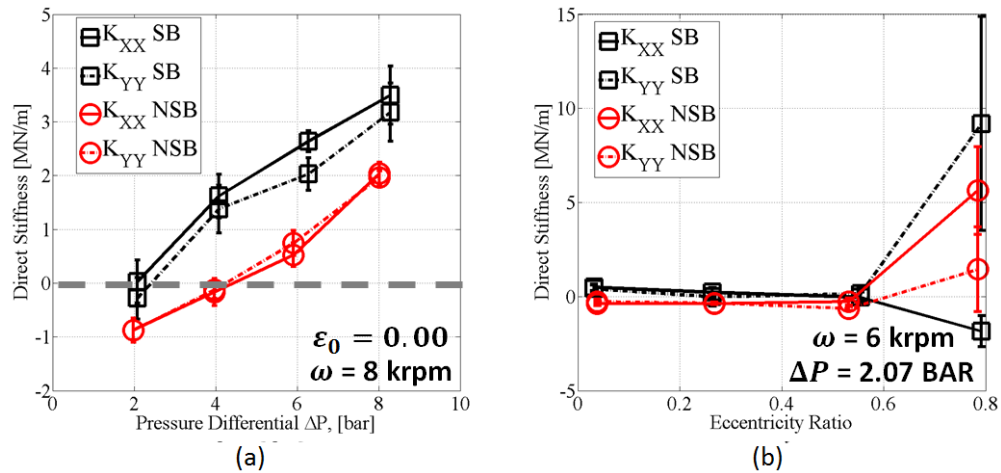 5
4
3
2
1
0
-1
-2
Direct Stiffness [MN/m]
K_XX SB
K_YY SB
K_XX NSB
K_YY NSB
ε₀ = 0.00
ω = 8 krpm
0 2 4 6 8 10
Pressure Differential ΔP, [bar]
(a)
15
10
5
0
-5
Direct Stiffness [MN/m]
K_XX SB
K_YY SB
K_XX NSB
K_YY NSB
ω = 6 krpm
ΔP = 2.07 BAR
0 0.2 0.4 0.6 0.8
Eccentricity Ratio
(b)